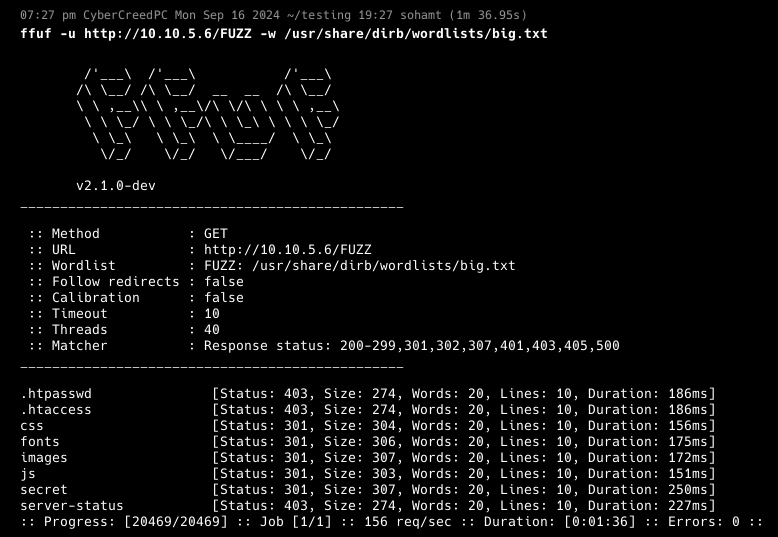 07:27 pm CyberCreedPC Mon Sep 16 2024 ~/testing 19:27 sohamt (1m 36.95s)
ffuf -u http://10.10.5.6/FUZZ -w /usr/share/dirb/wordlists/big.txt
        /'___\  /'___\           /'___\
       /\ \__/ /\ \__/  __  __  /\ \__/
       \ \ ,__\\ \ ,__\/\ \/\ \ \ \ ,__\
        \ \ \_/ \ \ \_/\ \ \_\ \ \ \ \_/
         \ \_\   \ \_\  \ \____/  \ \_\
          \/_/    \/_/   \/___/    \/_/
       v2.1.0-dev
________________________________________________
 :: Method           : GET
 :: URL              : http://10.10.5.6/FUZZ
 :: Wordlist         : FUZZ: /usr/share/dirb/wordlists/big.txt
 :: Follow redirects : false
 :: Calibration      : false
 :: Timeout          : 10
 :: Threads          : 40
 :: Matcher          : Response status: 200-299,301,302,307,401,403,405,500
________________________________________________
.htpasswd               [Status: 403, Size: 274, Words: 20, Lines: 10, Duration: 186ms]
.htaccess               [Status: 403, Size: 274, Words: 20, Lines: 10, Duration: 186ms]
css                     [Status: 301, Size: 304, Words: 20, Lines: 10, Duration: 156ms]
fonts                   [Status: 301, Size: 306, Words: 20, Lines: 10, Duration: 175ms]
images                  [Status: 301, Size: 307, Words: 20, Lines: 10, Duration: 172ms]
js                      [Status: 301, Size: 303, Words: 20, Lines: 10, Duration: 151ms]
secret                  [Status: 301, Size: 307, Words: 20, Lines: 10, Duration: 250ms]
server-status           [Status: 403, Size: 274, Words: 20, Lines: 10, Duration: 227ms]
:: Progress: [20469/20469] :: Job [1/1] :: 156 req/sec :: Duration: [0:01:36] :: Errors: 0 ::